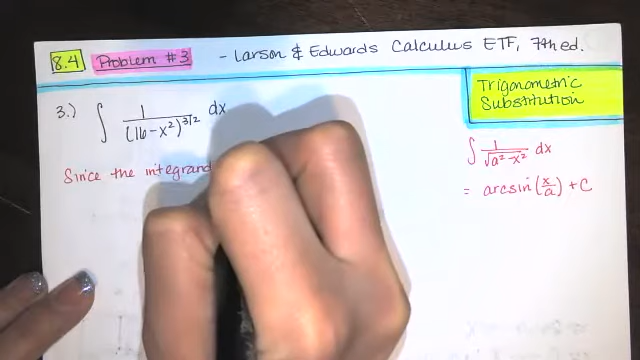 8.4 Problem #3 - Larson & Edwards Calculus ETF, 7th ed.
Trigonometric
Substitution
3.) ∫ 1/(16-x²)^3/2 dx
Since the integrand
∫ 1/√(a²-x²) dx
= arcsin(x/a) + C